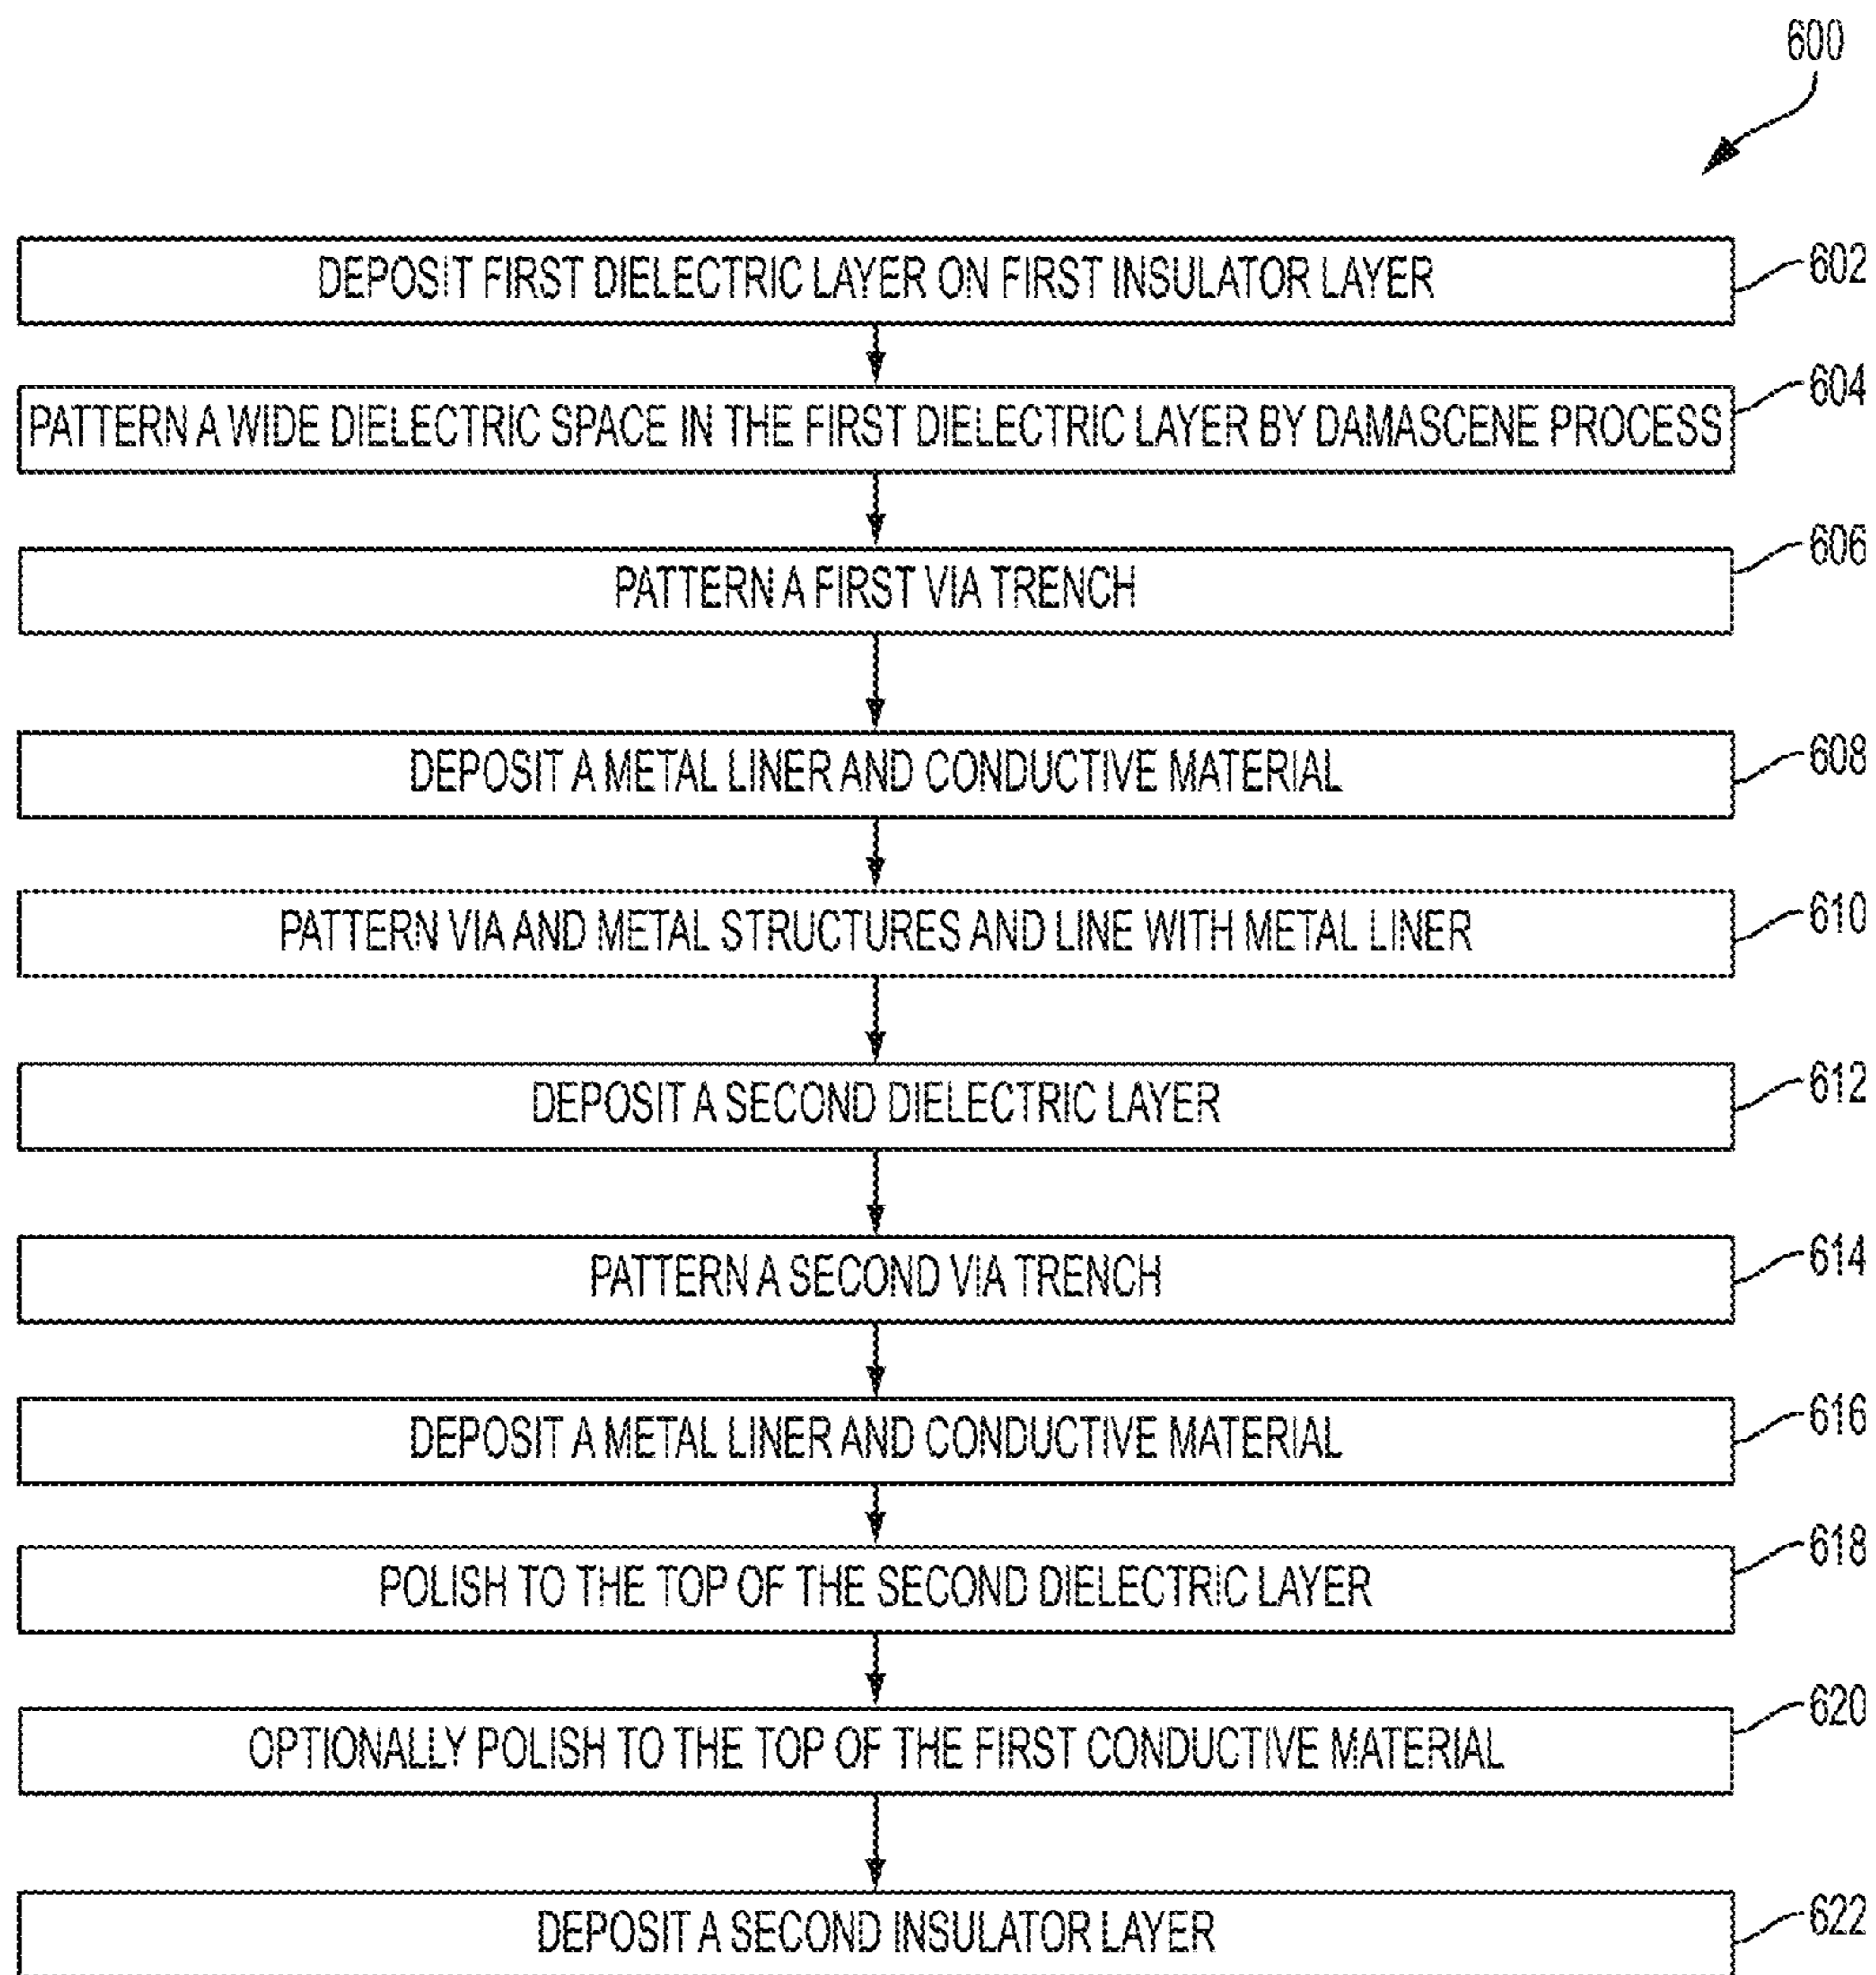 600
DEPOSIT FIRST DIELECTRIC LAYER ON FIRST INSULATOR LAYER
602
PATTERN A WIDE DIELECTRIC SPACE IN THE FIRST DIELECTRIC LAYER BY DAMASCENE PROCESS
604
PATTERN A FIRST VIA TRENCH
606
DEPOSIT A METAL LINER AND CONDUCTIVE MATERIAL
608
PATTERN VIA AND METAL STRUCTURES AND LINE WITH METAL LINER
610
DEPOSIT A SECOND DIELECTRIC LAYER
612
PATTERN A SECOND VIA TRENCH
614
DEPOSIT A METAL LINER AND CONDUCTIVE MATERIAL
616
POLISH TO THE TOP OF THE SECOND DIELECTRIC LAYER
618
OPTIONALLY POLISH TO THE TOP OF THE FIRST CONDUCTIVE MATERIAL
620
DEPOSIT A SECOND INSULATOR LAYER
622